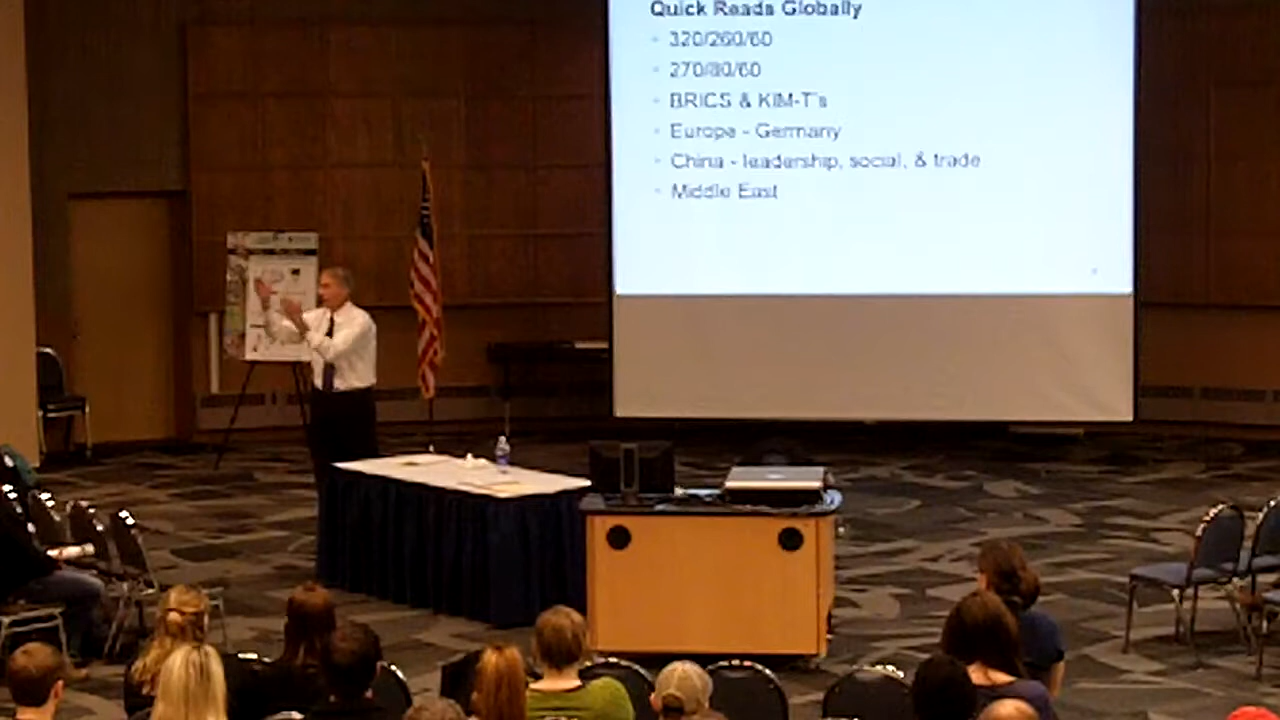 Quick Reads Globally
320/260/60
270/80/60
BRICS & KIM-T's
Europe - Germany
China - leadership, social, & trade
Middle East